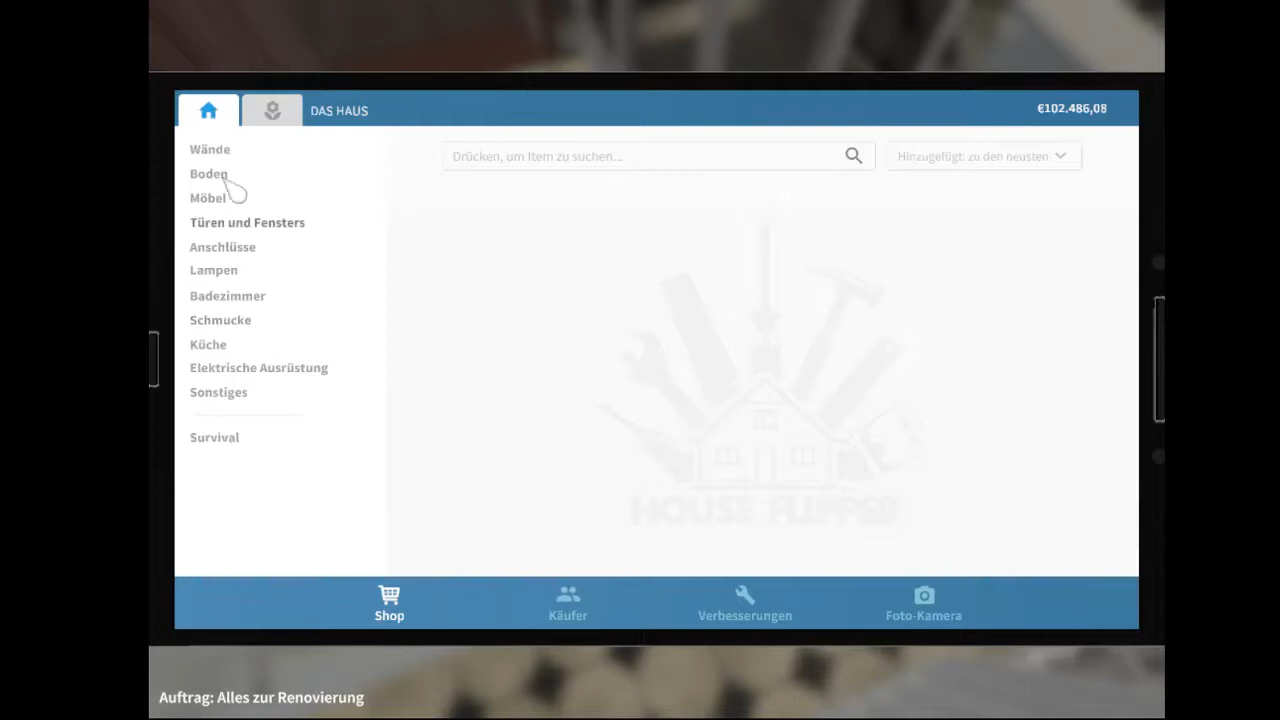 DAS HAUS
€102.486,08
Wände
Boden
Möbel
Türen und Fensters
Anschlüsse
Lampen
Badezimmer
Schmucke
Küche
Elektrische Ausrüstung
Sonstiges
Survival
Drücken, um Item zu suchen...
Hinzugefügt: zu den neusten
HOUSE FLIPPER
Shop
Käufer
Verbesserungen
Foto-Kamera
Auftrag: Alles zur Renovierung